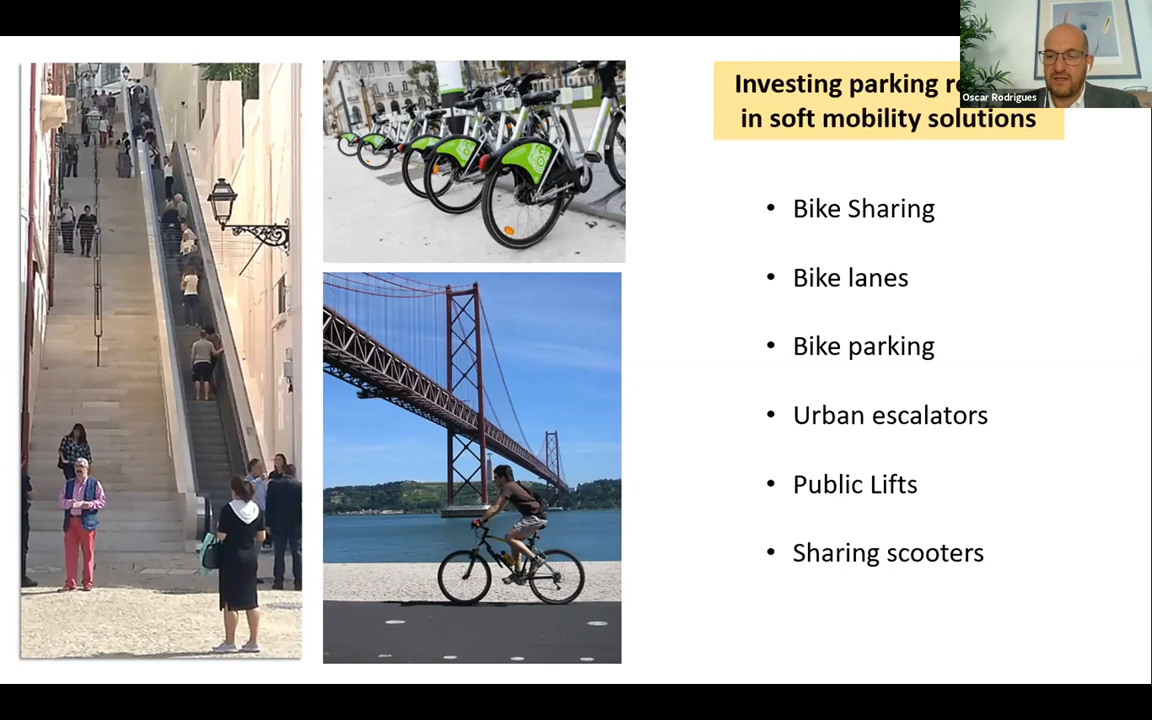 Investing parking
in soft mobility solutions
Oscar Rodrigues
• Bike Sharing
• Bike lanes
• Bike parking
• Urban escalators
• Public Lifts
• Sharing scooters